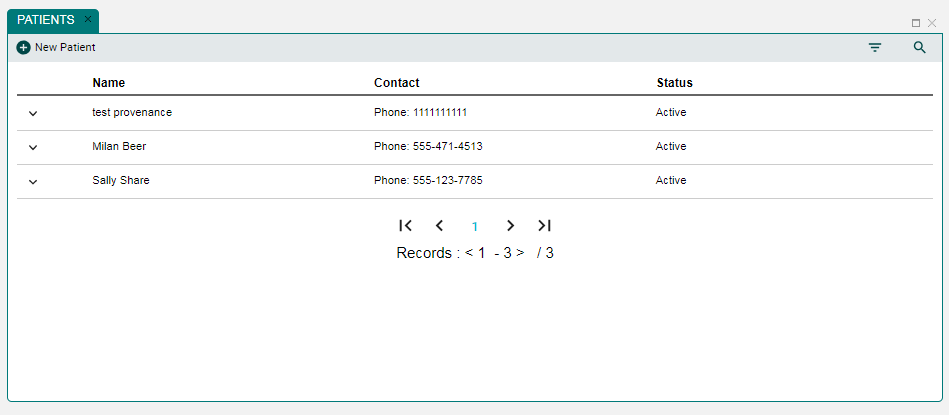 PATIENTS
New Patient
Name Contact Status
test provenance Phone: 1111111111 Active
Milan Beer Phone: 555-471-4513 Active
Sally Share Phone: 555-123-7785 Active
1
Records : < 1 - 3 > / 3